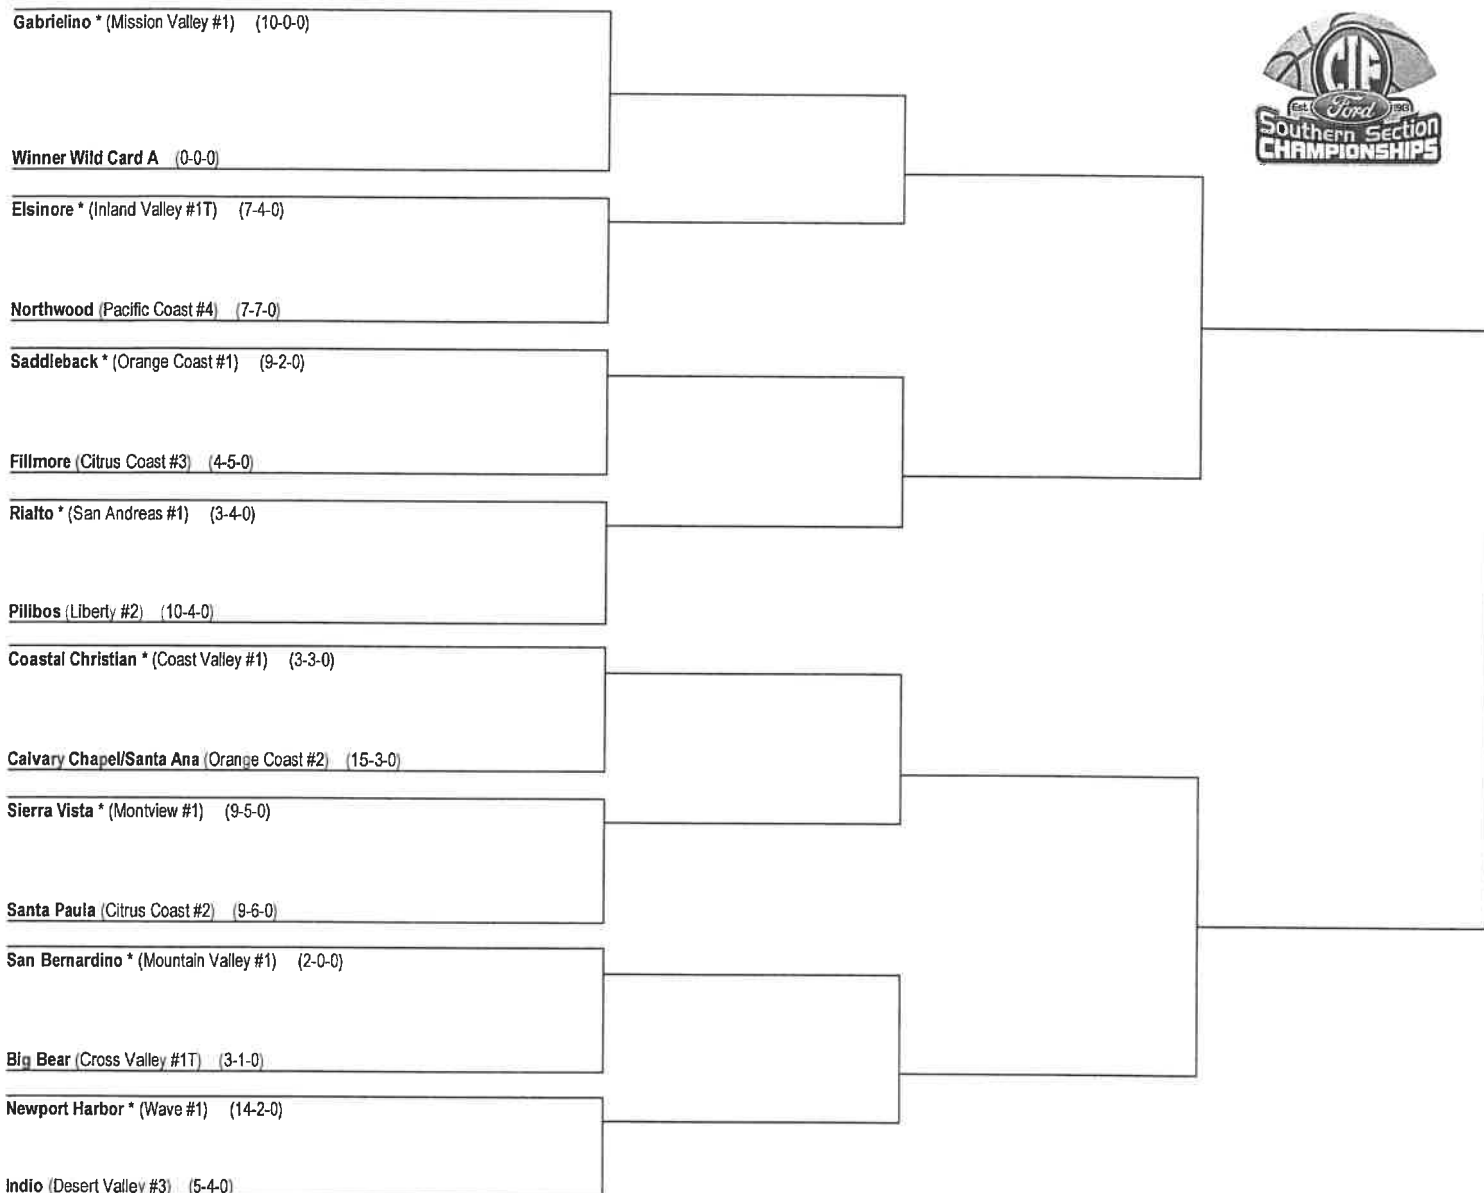 Gabrielino * (Mission Valley #1) (10-0-0)
Winner Wild Card A (0-0-0)
Elsinore * (Inland Valley #1T) (7-4-0)
Northwood (Pacific Coast #4) (7-7-0)
Saddleback * (Orange Coast #1) (9-2-0)
Fillmore (Citrus Coast #3) (4-5-0)
Rialto * (San Andreas #1) (3-4-0)
Pilibos (Liberty #2) (10-4-0)
Coastal Christian * (Coast Valley #1) (3-3-0)
Calvary Chapel/Santa Ana (Orange Coast #2) (15-3-0)
Sierra Vista * (Montview #1) (9-5-0)
Santa Paula (Citrus Coast #2) (9-6-0)
San Bernardino * (Mountain Valley #1) (2-0-0)
Big Bear (Cross Valley #1T) (3-1-0)
Newport Harbor * (Wave #1) (14-2-0)
Indio (Desert Valley #3) (5-4-0)
CIF
Est. Ford 1913
Southern Section
CHAMPIONSHIPS